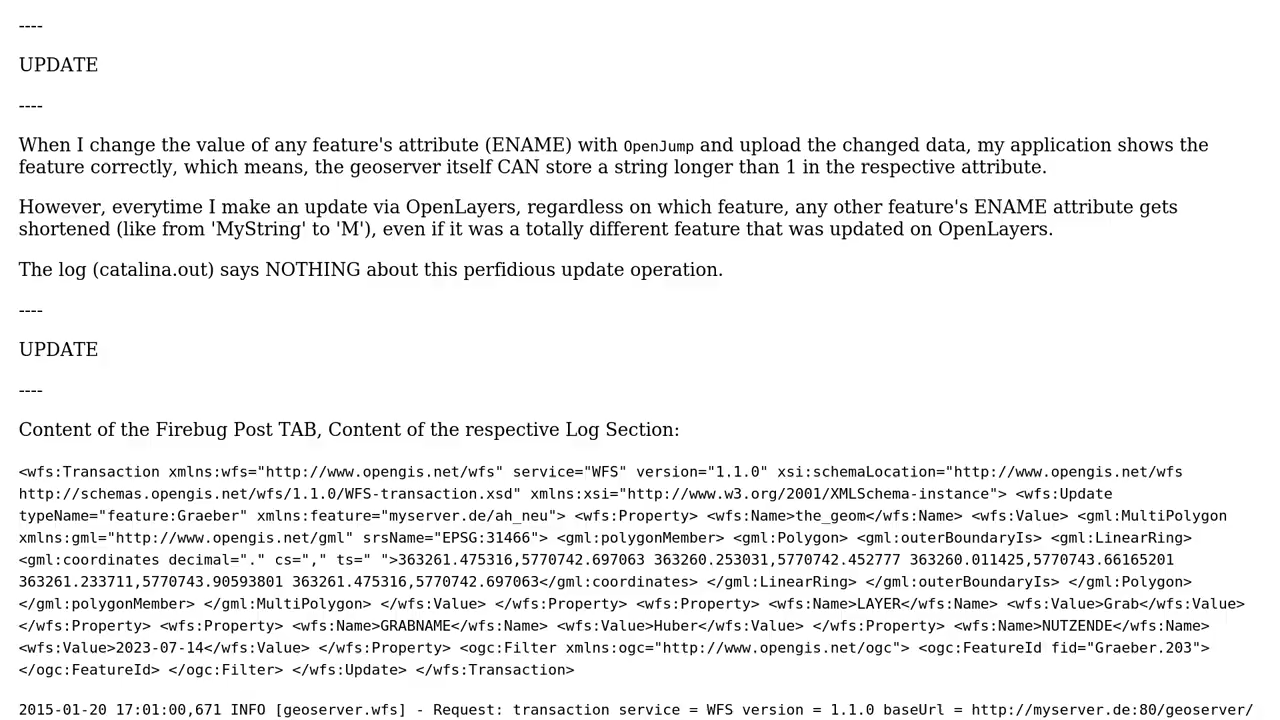 ----
UPDATE
----
When I change the value of any feature's attribute (ENAME) with OpenJump and upload the changed data, my application shows the
feature correctly, which means, the geoserver itself CAN store a string longer than 1 in the respective attribute.
However, everytime I make an update via OpenLayers, regardless on which feature, any other feature's ENAME attribute gets
shortened (like from 'MyString' to 'M'), even if it was a totally different feature that was updated on OpenLayers.
The log (catalina.out) says NOTHING about this perfidious update operation.
----
UPDATE
----
Content of the Firebug Post TAB, Content of the respective Log Section:
<wfs:Transaction xmlns:wfs="http://www.opengis.net/wfs" service="WFS" version="1.1.0" xsi:schemaLocation="http://www.opengis.net/wfs
http://schemas.opengis.net/wfs/1.1.0/WFS-transaction.xsd" xmlns:xsi="http://www.w3.org/2001/XMLSchema-instance"> <wfs:Update
typeName="feature:Graeber" xmlns:feature="myserver.de/ah_neu"> <wfs:Property> <wfs:Name>the_geom</wfs:Name> <wfs:Value> <gml:MultiPolygon
xmlns:gml="http://www.opengis.net/gml" srsName="EPSG:31466"> <gml:polygonMember> <gml:Polygon> <gml:outerBoundaryIs> <gml:LinearRing>
<gml:coordinates decimal="." cs="," ts=" ">363261.475316,5770742.697063 363260.253031,5770742.452777 363260.011425,5770743.66165201
363261.233711,5770743.90593801 363261.475316,5770742.697063</gml:coordinates> </gml:LinearRing> </gml:outerBoundaryIs> </gml:Polygon>
</gml:polygonMember> </gml:MultiPolygon> </wfs:Value> </wfs:Property> <wfs:Property> <wfs:Name>LAYER</wfs:Name> <wfs:Value>Grab</wfs:Value>
</wfs:Property> <wfs:Property> <wfs:Name>GRABNAME</wfs:Name> <wfs:Value>Huber</wfs:Value> </wfs:Property> <wfs:Name>NUTZENDE</wfs:Name>
<wfs:Value>2023-07-14</wfs:Value> </wfs:Property> <ogc:Filter xmlns:ogc="http://www.opengis.net/ogc"> <ogc:FeatureId fid="Graeber.203">
</ogc:FeatureId> </ogc:Filter> </wfs:Update> </wfs:Transaction>
2015-01-20 17:01:00,671 INFO [geoserver.wfs] - Request: transaction service = WFS version = 1.1.0 baseUrl = http://myserver.de:80/geoserver/